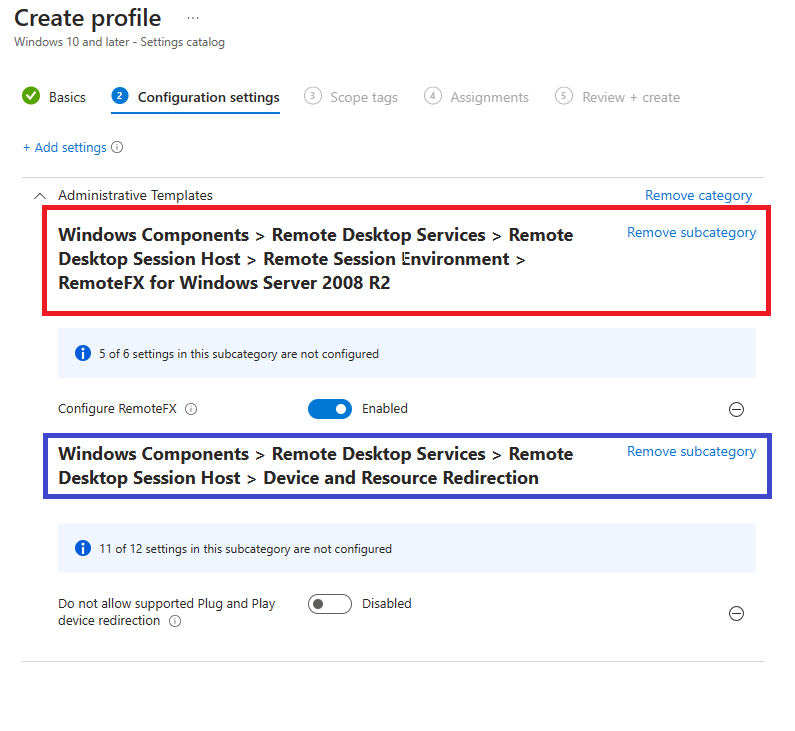 Create profile ...
Windows 10 and later - Settings catalog
Basics
2 Configuration settings
3 Scope tags
4 Assignments
5 Review + create
+ Add settings
Administrative Templates
Remove category
Windows Components > Remote Desktop Services > Remote
Desktop Session Host > Remote Session Environment >
RemoteFX for Windows Server 2008 R2
Remove subcategory
5 of 6 settings in this subcategory are not configured
Configure RemoteFX
Enabled
Windows Components > Remote Desktop Services > Remote
Desktop Session Host > Device and Resource Redirection
Remove subcategory
11 of 12 settings in this subcategory are not configured
Do not allow supported Plug and Play
device redirection
Disabled